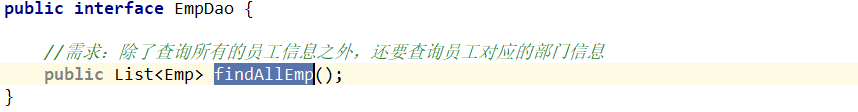 public interface EmpDao {
//需求：除了查询所有的员工信息之外，还要查询员工对应的部门信息
public List<Emp> findAllEmp();
}